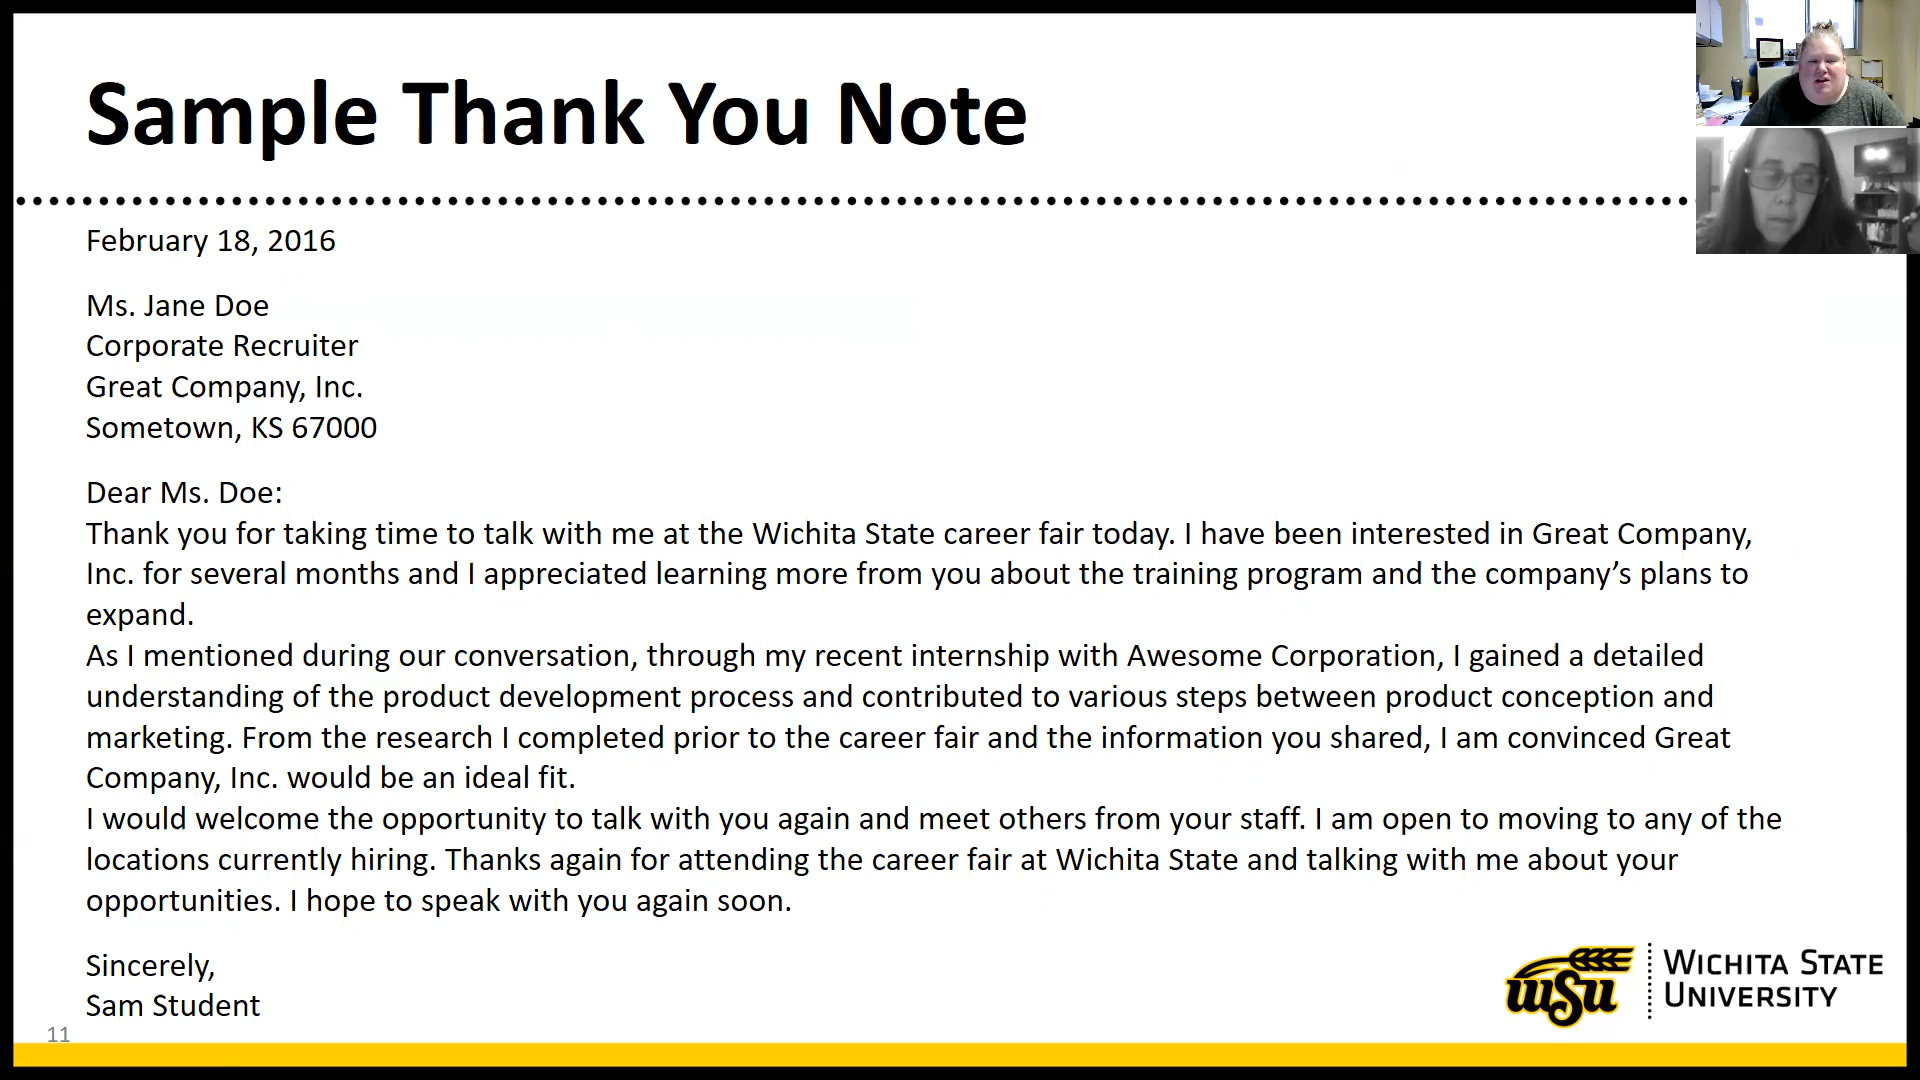 Sample Thank You Note
February 18, 2016
Ms. Jane Doe
Corporate Recruiter
Great Company, Inc.
Sometown, KS 67000
Dear Ms. Doe:
Thank you for taking time to talk with me at the Wichita State career fair today. I have been interested in Great Company,
Inc. for several months and I appreciated learning more from you about the training program and the company’s plans to
expand.
As I mentioned during our conversation, through my recent internship with Awesome Corporation, I gained a detailed
understanding of the product development process and contributed to various steps between product conception and
marketing. From the research I completed prior to the career fair and the information you shared, I am convinced Great
Company, Inc. would be an ideal fit.
I would welcome the opportunity to talk with you again and meet others from your staff. I am open to moving to any of the
locations currently hiring. Thanks again for attending the career fair at Wichita State and talking with me about your
opportunities. I hope to speak with you again soon.
Sincerely,
Sam Student
11
WSU
WICHITA STATE
UNIVERSITY